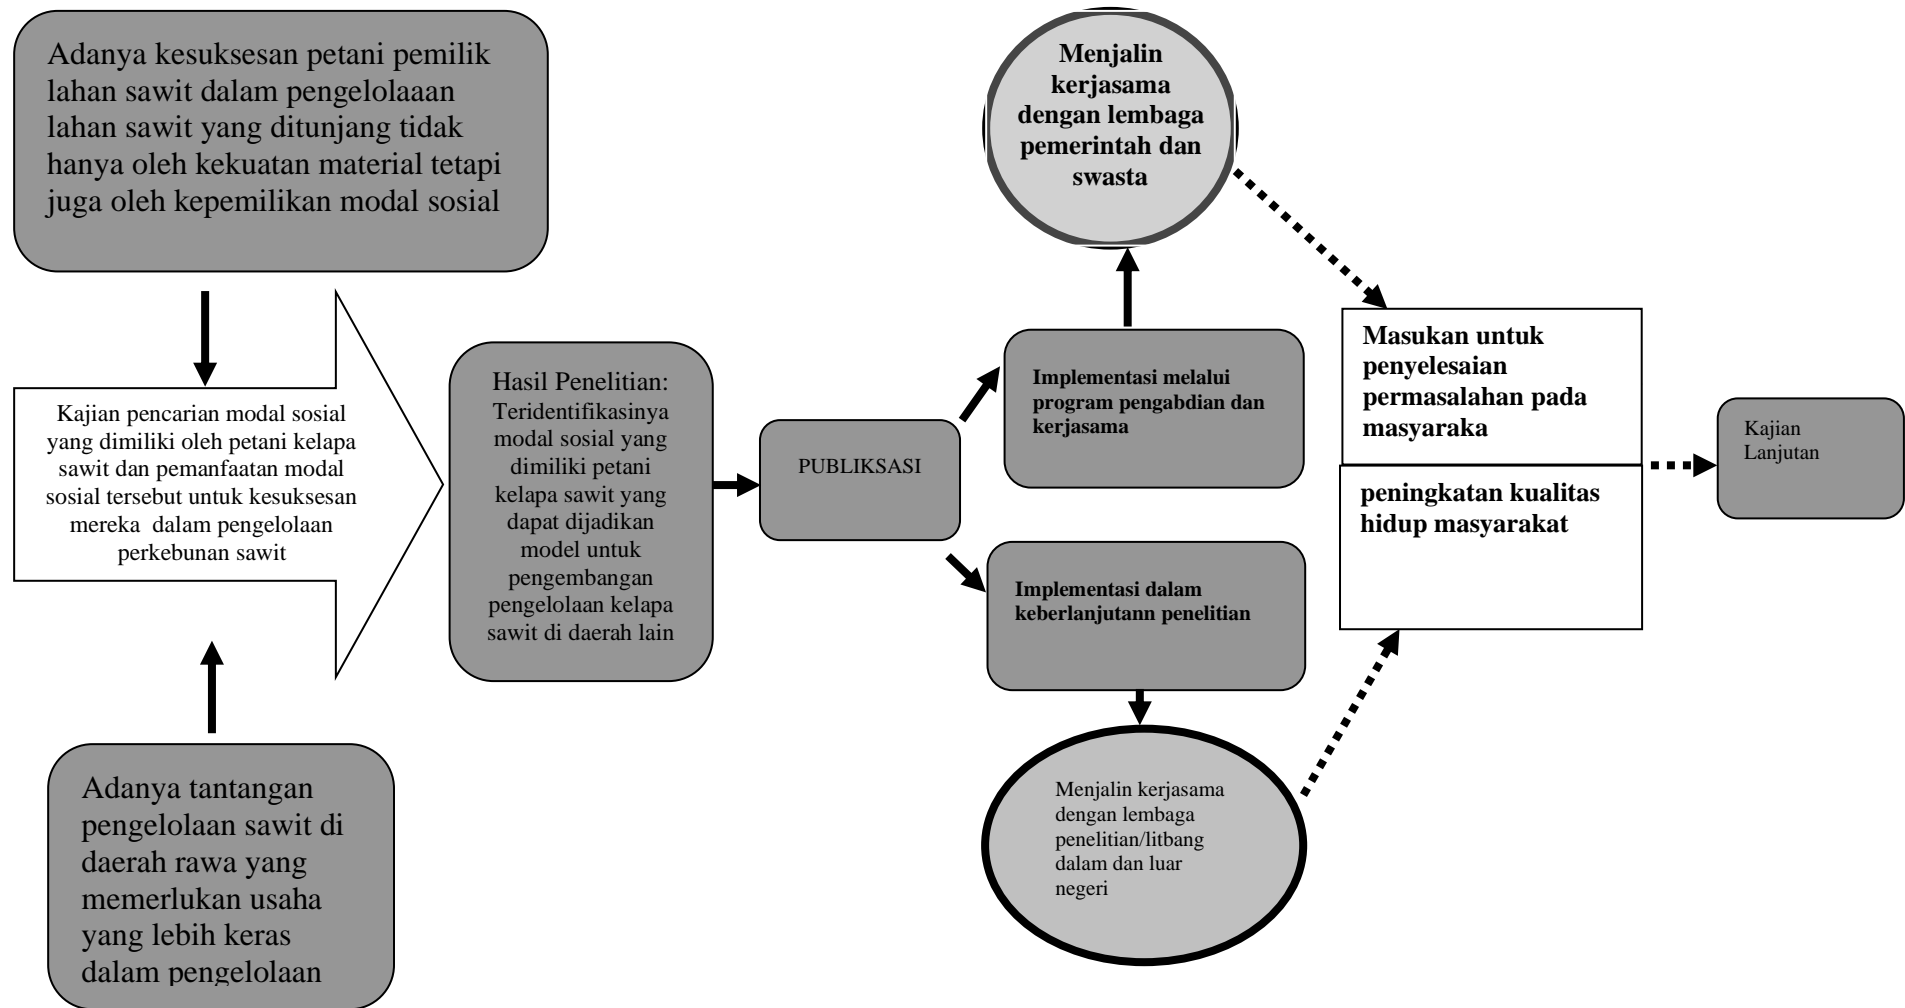 Adanya kesuksesan petani pemilik
lahan sawit dalam pengelolaaan
lahan sawit yang ditunjang tidak
hanya oleh kekuatan material tetapi
juga oleh kepemilikan modal sosial
Kajian pencarian modal sosial
yang dimiliki oleh petani kelapa
sawit dan pemanfaatan modal
sosial tersebut untuk kesuksesan
mereka dalam pengelolaan
perkebunan sawit
Adanya tantangan
pengelolaan sawit di
daerah rawa yang
memerlukan usaha
yang lebih keras
dalam pengelolaan
Hasil Penelitian:
Teridentifikasinya
modal sosial yang
dimiliki petani
kelapa sawit yang
dapat dijadikan
model untuk
pengembangan
pengelolaan kelapa
sawit di daerah lain
PUBLIKSASI
Menjalin
kerjasama
dengan lembaga
pemerintah dan
swasta
Implementasi melalui
program pengabdian dan
kerjasama
Implementasi dalam
keberlanjutann penelitian
Menjalin kerjasama
dengan lembaga
penelitian/litbang
dalam dan luar
negeri
Masukan untuk
penyelesaian
permasalahan pada
masyaraka
peningkatan kualitas
hidup masyarakat
Kajian
Lanjutan